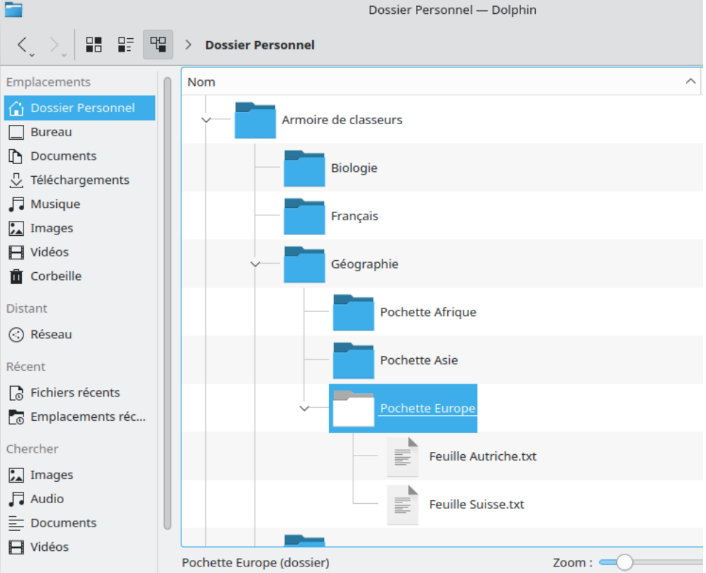 Dossier Personnel — Dolphin
Dossier Personnel
Emplacements
Dossier Personnel
Bureau
Documents
Téléchargements
Musique
Images
Vidéos
Corbeille
Distant
Réseau
Récent
Fichiers récents
Emplacements réc...
Chercher
Images
Audio
Documents
Vidéos
Nom
Armoire de classeurs
Biologie
Français
Géographie
Pochette Afrique
Pochette Asie
Pochette Europe
Feuille Autriche.txt
Feuille Suisse.txt
Pochette Europe (dossier)
Zoom :